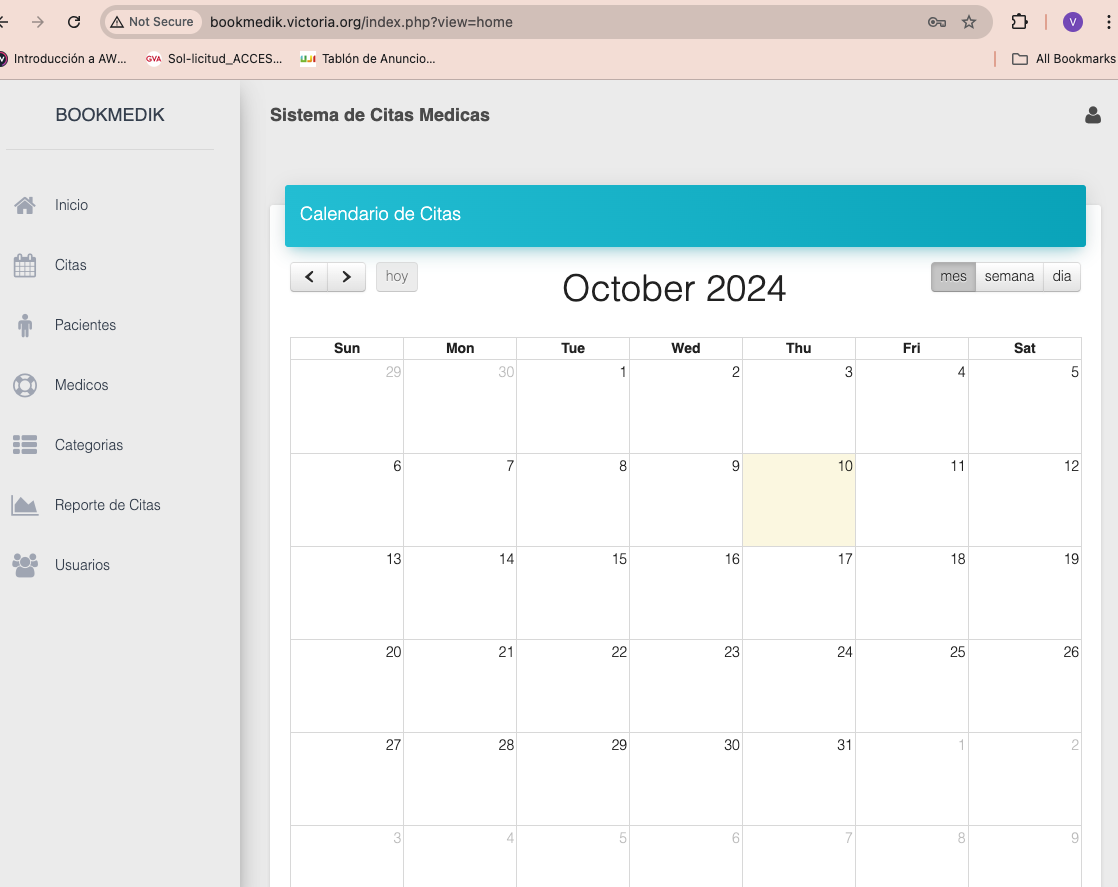 Not Secure bookmedik.victoria.org/index.php?view=home V
Introducción a AW... GVA Sol-licitud_ACCES... UJI Tablón de Anuncio... All Bookmarks
BOOKMEDIK
Sistema de Citas Medicas
Inicio
Citas
Pacientes
Medicos
Categorias
Reporte de Citas
Usuarios
Calendario de Citas
hoy October 2024 mes semana dia
Sun Mon Tue Wed Thu Fri Sat
29 30 1 2 3 4 5
6 7 8 9 10 11 12
13 14 15 16 17 18 19
20 21 22 23 24 25 26
27 28 29 30 31 1 2
3 4 5 6 7 8 9